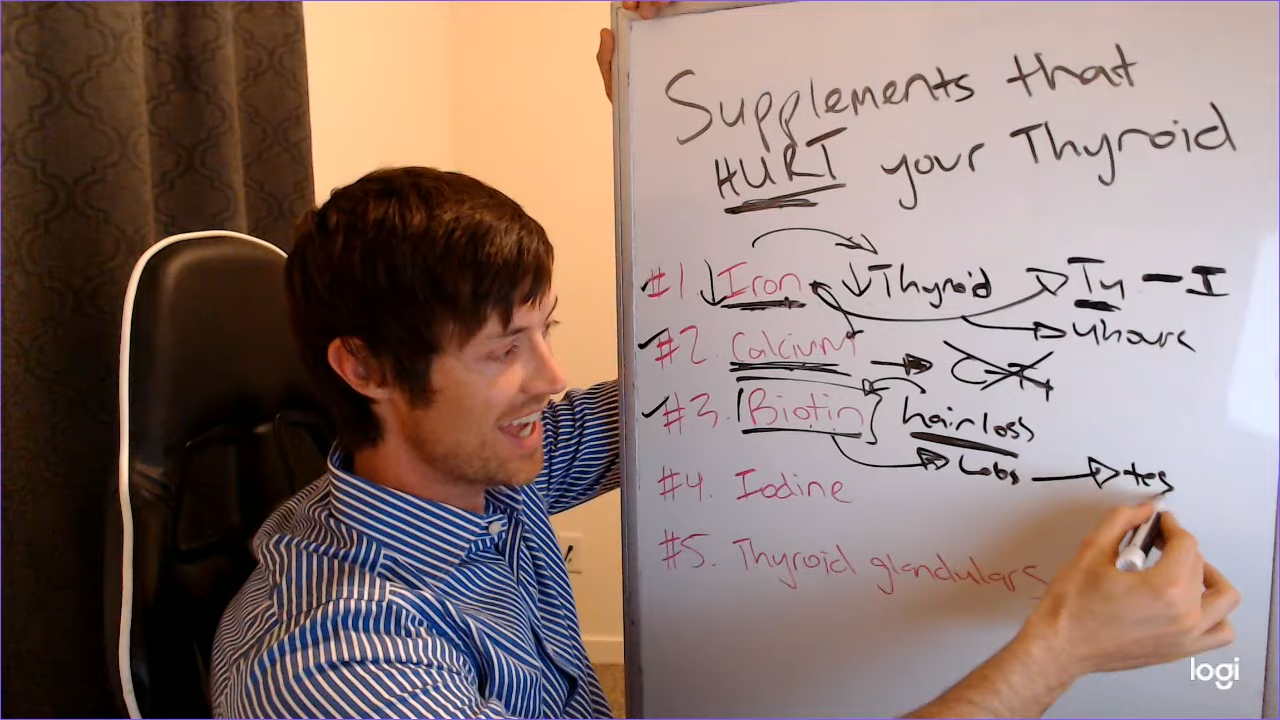 Supplements that
HURT your Thyroid
#1 ↓ Iron ↓ Thyroid Ty - I
4 hours
#2. Calcium
#3. Biotin hairloss
Labs → tes
#4. Iodine
#5. Thyroid glandulars
logi